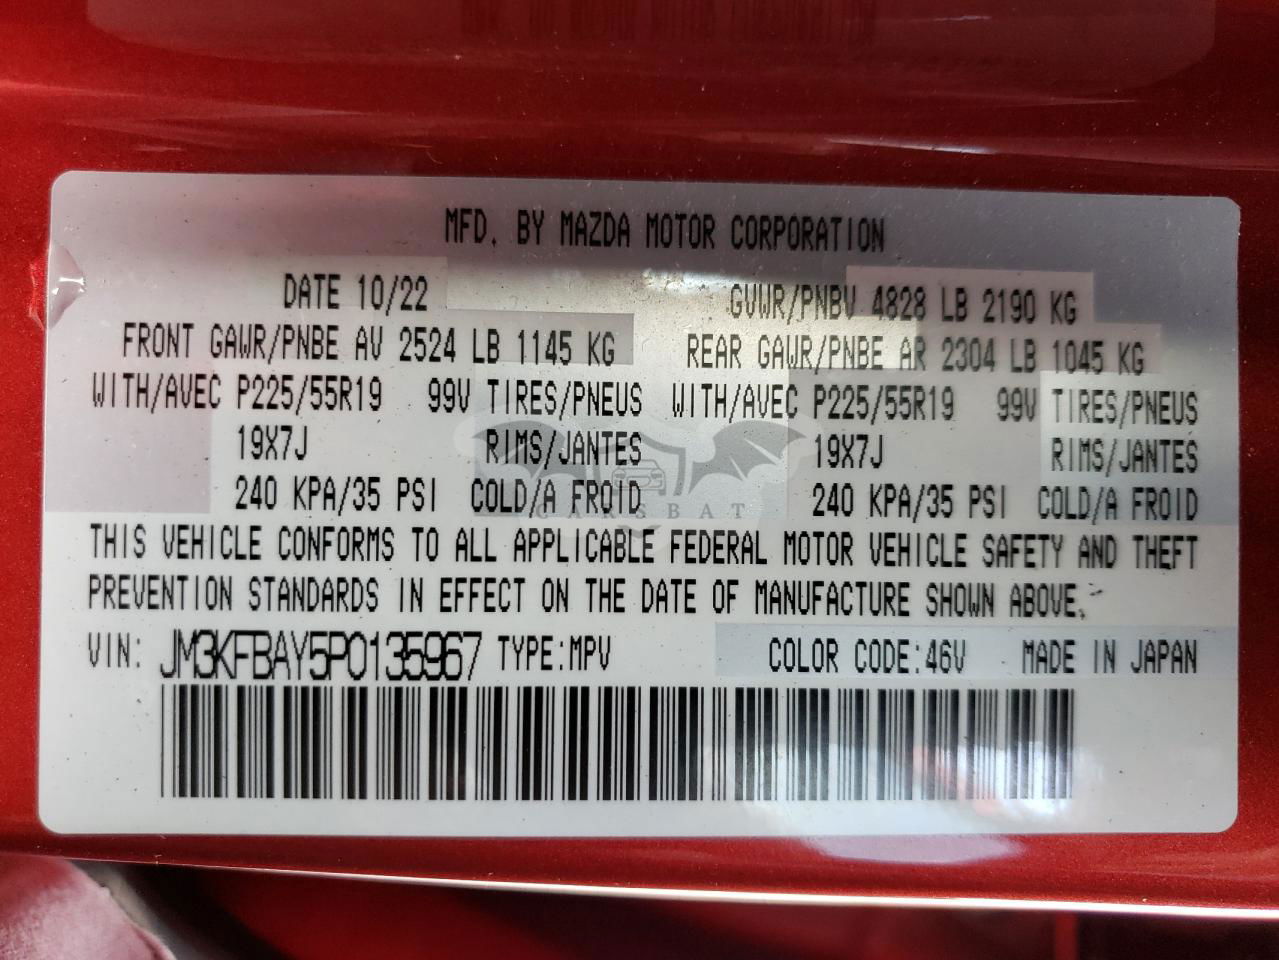 MFD. BY MAZDA MOTOR CORPORATION
DATE 10/22 GVWR/PNBV 4828 LB 2190 KG
FRONT GAWR/PNBE AV 2524 LB 1145 KG REAR GAWR/PNBE AR 2304 LB 1045 KG
WITH/AVEC P225/55R19 99V TIRES/PNEUS WITH/AVEC P225/55R19 99V TIRES/PNEUS
19X7J RIMS/JANTES 19X7J RIMS/JANTES
240 KPA/35 PSI COLD/A FROID 240 KPA/35 PSI COLD/A FROID
CARSBAT
THIS VEHICLE CONFORMS TO ALL APPLICABLE FEDERAL MOTOR VEHICLE SAFETY AND THEFT
PREVENTION STANDARDS IN EFFECT ON THE DATE OF MANUFACTURE SHOWN ABOVE.
VIN: JM3KFBAY5P0135967 TYPE:MPV COLOR CODE:46V MADE IN JAPAN